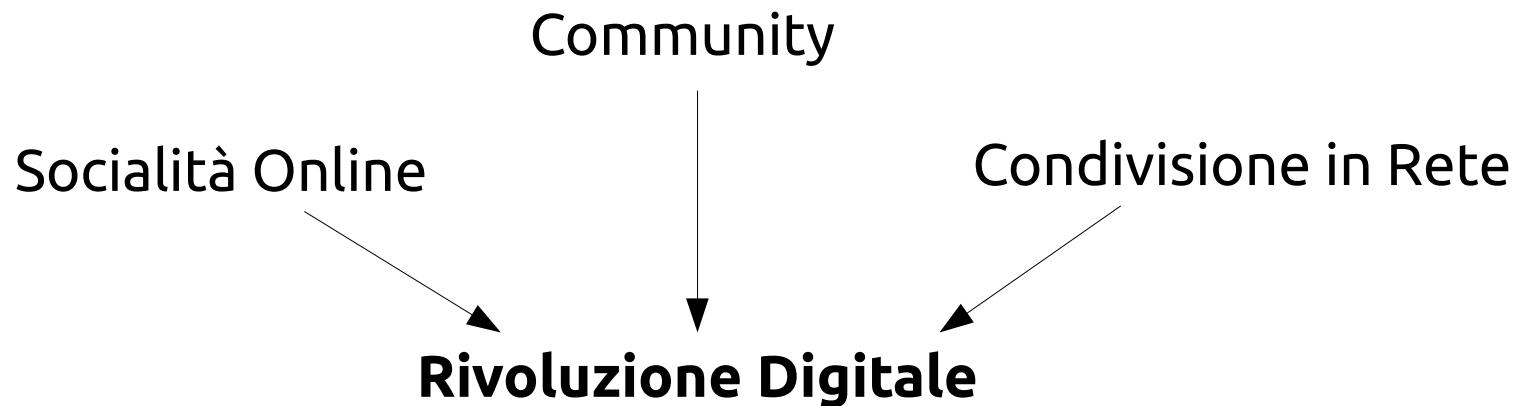 Community
Socialità Online
Condivisione in Rete
Rivoluzione Digitale